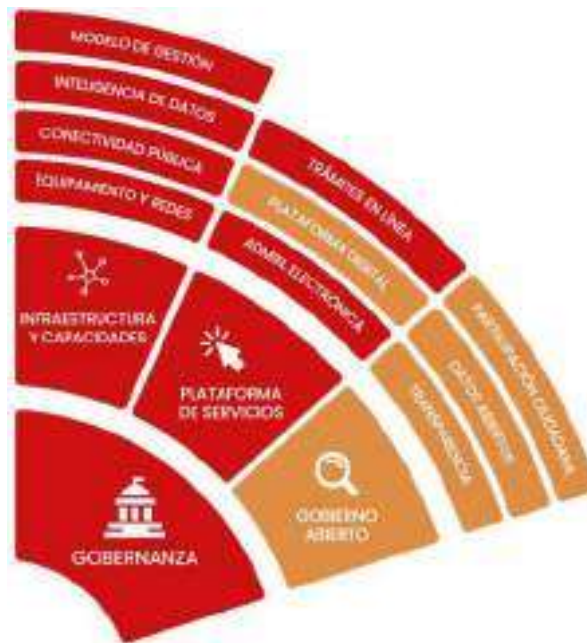 MODELO DE GESTIÓN
INTELIGENCIA DE DATOS
CONECTIVIDAD PÚBLICA
EQUIPAMIENTO Y REDES
TRÁMITES EN LÍNEA
PLATAFORMA DIGITAL
ADMIN. ELECTRÓNICA
PARTICIPACIÓN CIUDADANA
DATOS ABIERTOS
TRANSPARENCIA
INFRAESTRUCTURA
Y CAPACIDADES
PLATAFORMA
DE SERVICIOS
GOBIERNO
ABIERTO
GOBERNANZA